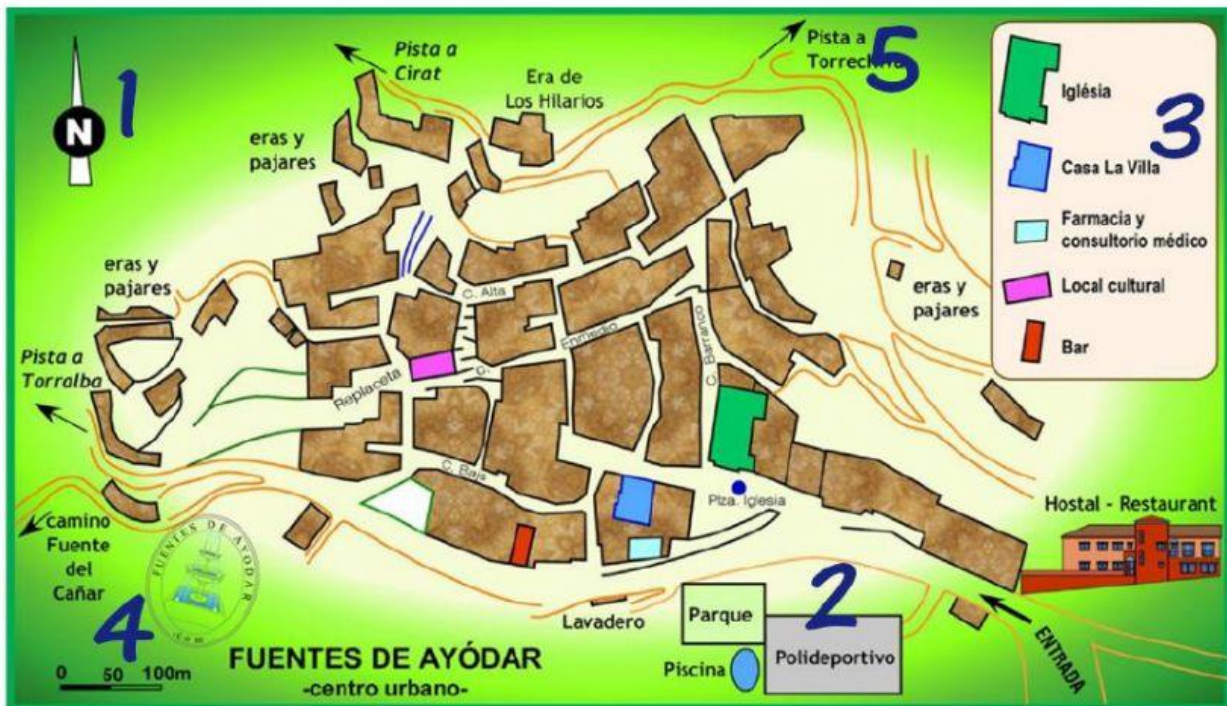 1
N
Pista a
Cirat
Era de
Los Hilarios
Pista a
5
eras y
pajares
Iglésia
3
Casa La Villa
Farmacia y
consultorio médico
Local cultural
Bar
eras y
pajares
eras y
pajares
C. Alta
Enmedio
C.
C. Barranco
Replaceta
Pista a
Torralba
C. Baja
Plza. Iglesia
Hostal - Restaurant
camino
Fuente
del
Cañar
FUENTES DE AYODAR
.Com
4
0 50 100m
Lavadero
Parque
2
Piscina
Polideportivo
ENTRADA
FUENTES DE AYÓDAR
-centro urbano-